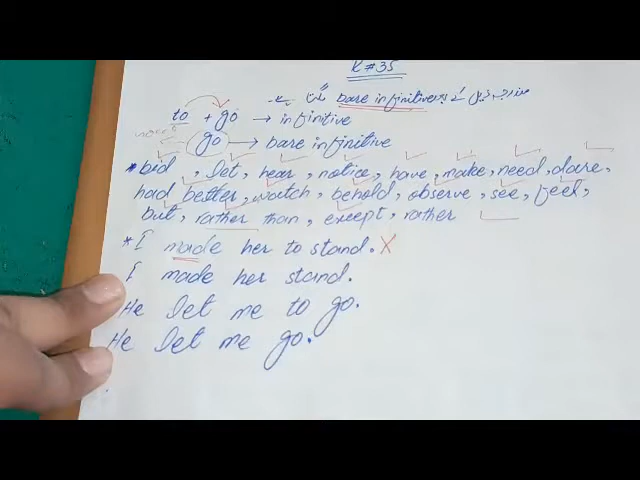 R#35
مندرجہ ذیل کے بعد bare infinitive آتا ہے۔
to + go → infinitive
go → bare infinitive
*bid, let, hear, notice, have, make, need, dare,
had better, watch, behold, observe, see, feel,
but, rather than, except, rather
*I made her to stand. X
I made her stand.
He let me to go.
He let me go.